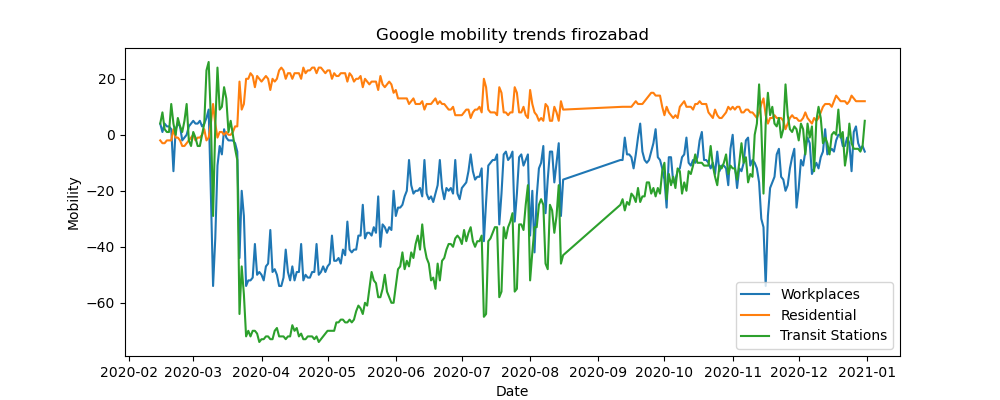 Google mobility trends firozabad
Mobility
20
0
−20
−40
−60
Workplaces
Residential
Transit Stations
2020-02 2020-03 2020-04 2020-05 2020-06 2020-07 2020-08 2020-09 2020-10 2020-11 2020-12 2021-01
Date